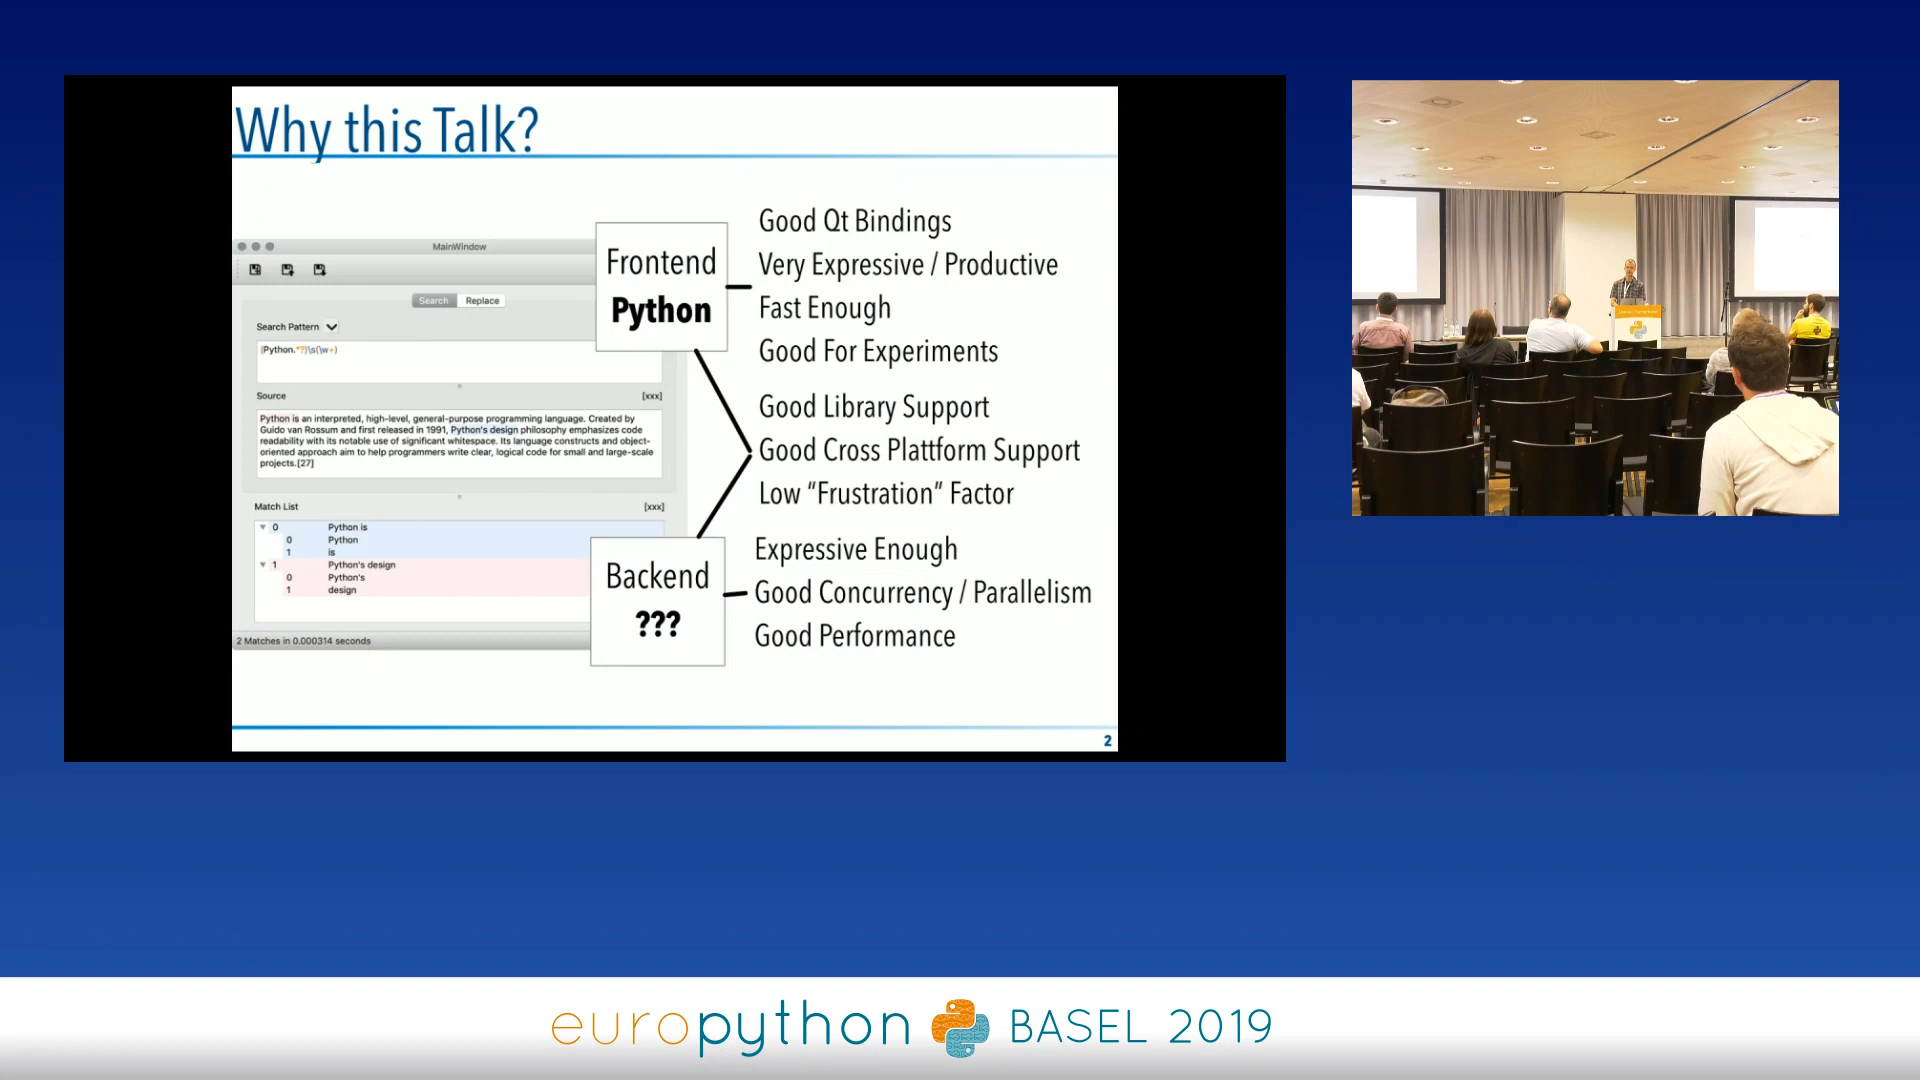 Why this Talk?
MainWindow
Search Replace
Search Pattern
(Python.*?)\s(\w+)
Source [xxx]
Python is an interpreted, high-level, general-purpose programming language. Created by
Guido van Rossum and first released in 1991, Python's design philosophy emphasizes code
readability with its notable use of significant whitespace. Its language constructs and object-
oriented approach aim to help programmers write clear, logical code for small and large-scale
projects.[27]
Match List [xxx]
0 Python is
0 Python
1 is
1 Python's design
0 Python's
1 design
2 Matches in 0.000314 seconds
Frontend
Python
Good Qt Bindings
Very Expressive / Productive
Fast Enough
Good For Experiments
Good Library Support
Good Cross Plattform Support
Low “Frustration” Factor
Backend
???
Expressive Enough
Good Concurrency / Parallelism
Good Performance
2
europython BASEL 2019